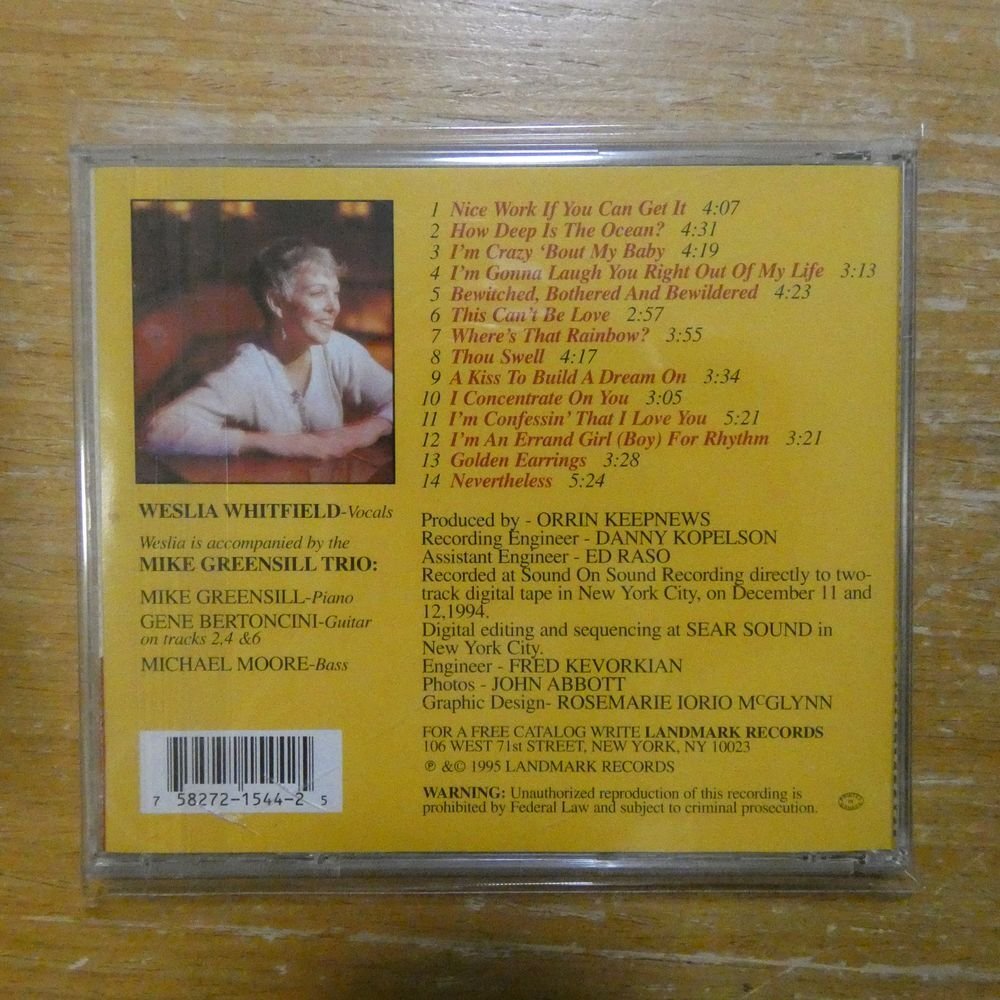 1 Nice Work If You Can Get It 4:07
2 How Deep Is The Ocean? 4:31
3 I'm Crazy 'Bout My Baby 4:19
4 I'm Gonna Laugh You Right Out Of My Life 3:13
5 Bewitched, Bothered And Bewildered 4:23
6 This Can't Be Love 2:57
7 Where's That Rainbow? 3:55
8 Thou Swell 4:17
9 A Kiss To Build A Dream On 3:34
10 I Concentrate On You 3:05
11 I'm Confessin' That I Love You 5:21
12 I'm An Errand Girl (Boy) For Rhythm 3:21
13 Golden Earrings 3:28
14 Nevertheless 5:24
WESLIA WHITFIELD-Vocals
Weslia is accompanied by the
MIKE GREENSILL TRIO:
MIKE GREENSILL-Piano
GENE BERTONCINI-Guitar
on tracks 2,4 &6
MICHAEL MOORE-Bass
Produced by - ORRIN KEEPNEWS
Recording Engineer - DANNY KOPELSON
Assistant Engineer - ED RASO
Recorded at Sound On Sound Recording directly to two-
track digital tape in New York City, on December 11 and
12,1994.
Digital editing and sequencing at SEAR SOUND in
New York City.
Engineer - FRED KEVORKIAN
Photos - JOHN ABBOTT
Graphic Design- ROSEMARIE IORIO McGLYNN
FOR A FREE CATALOG WRITE LANDMARK RECORDS
106 WEST 71st STREET, NEW YORK, NY 10023
℗ &© 1995 LANDMARK RECORDS
WARNING: Unauthorized reproduction of this recording is
prohibited by Federal Law and subject to criminal prosecution.
7 58272-1544-2 5